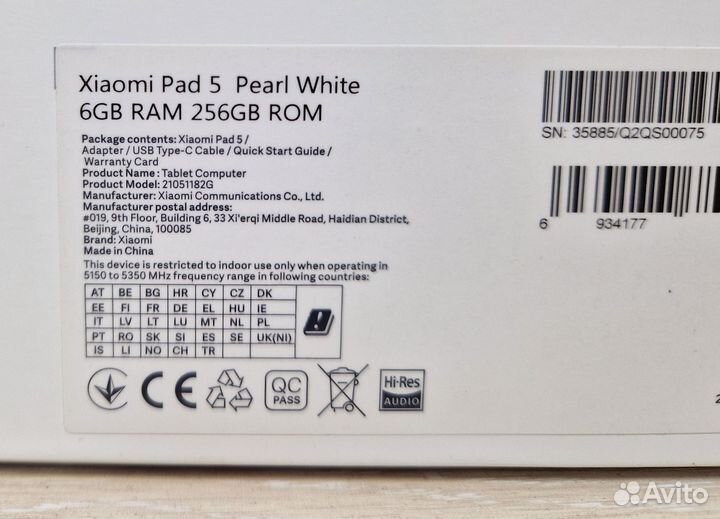 Xiaomi Pad 5 Pearl White
6GB RAM 256GB ROM
Package contents: Xiaomi Pad 5 /
Adapter / USB Type-C Cable / Quick Start Guide /
Warranty Card
Product Name : Tablet Computer
Product Model: 21051182G
Manufacturer: Xiaomi Communications Co., Ltd.
Manufacturer postal address:
#019, 9th Floor, Building 6, 33 Xi'erqi Middle Road, Haidian District,
Beijing, China, 100085
Brand: Xiaomi
Made in China
This device is restricted to indoor use only when operating in
5150 to 5350 MHz frequency range in following countries:
AT BE BG HR CY CZ DK
EE FI FR DE EL HU IE
IT LV LT LU MT NL PL
PT RO SK SI ES SE UK(NI)
IS LI NO CH TR
CE
QC
PASS
Hi-Res
AUDIO
SN: 35885/Q2QS00075
6 934177
2
Avito